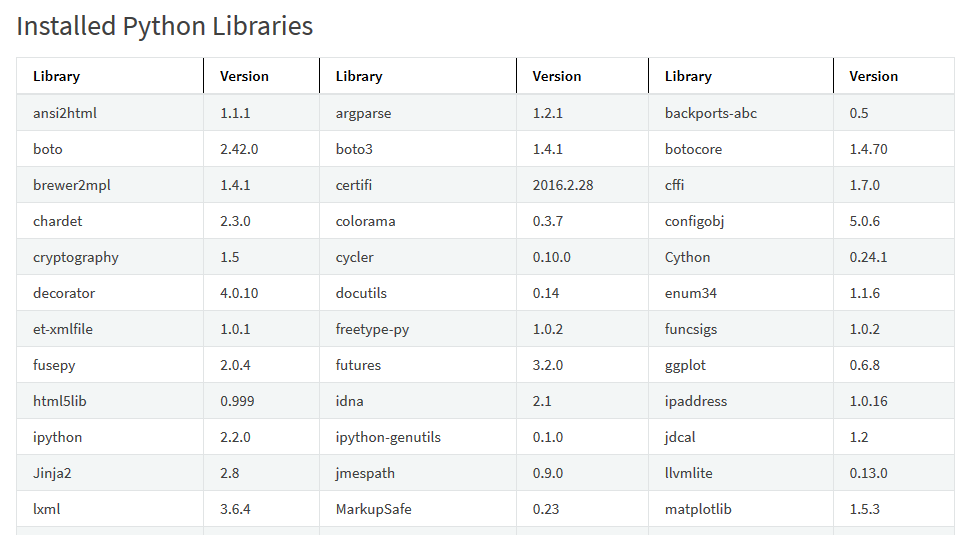 Installed Python Libraries
Library Version Library Version Library Version
ansi2html 1.1.1 argparse 1.2.1 backports-abc 0.5
boto 2.42.0 boto3 1.4.1 botocore 1.4.70
brewer2mpl 1.4.1 certifi 2016.2.28 cffi 1.7.0
chardet 2.3.0 colorama 0.3.7 configobj 5.0.6
cryptography 1.5 cycler 0.10.0 Cython 0.24.1
decorator 4.0.10 docutils 0.14 enum34 1.1.6
et-xmlfile 1.0.1 freetype-py 1.0.2 funcsigs 1.0.2
fusepy 2.0.4 futures 3.2.0 ggplot 0.6.8
html5lib 0.999 idna 2.1 ipaddress 1.0.16
ipython 2.2.0 ipython-genutils 0.1.0 jdcal 1.2
Jinja2 2.8 jmespath 0.9.0 llvmlite 0.13.0
lxml 3.6.4 MarkupSafe 0.23 matplotlib 1.5.3